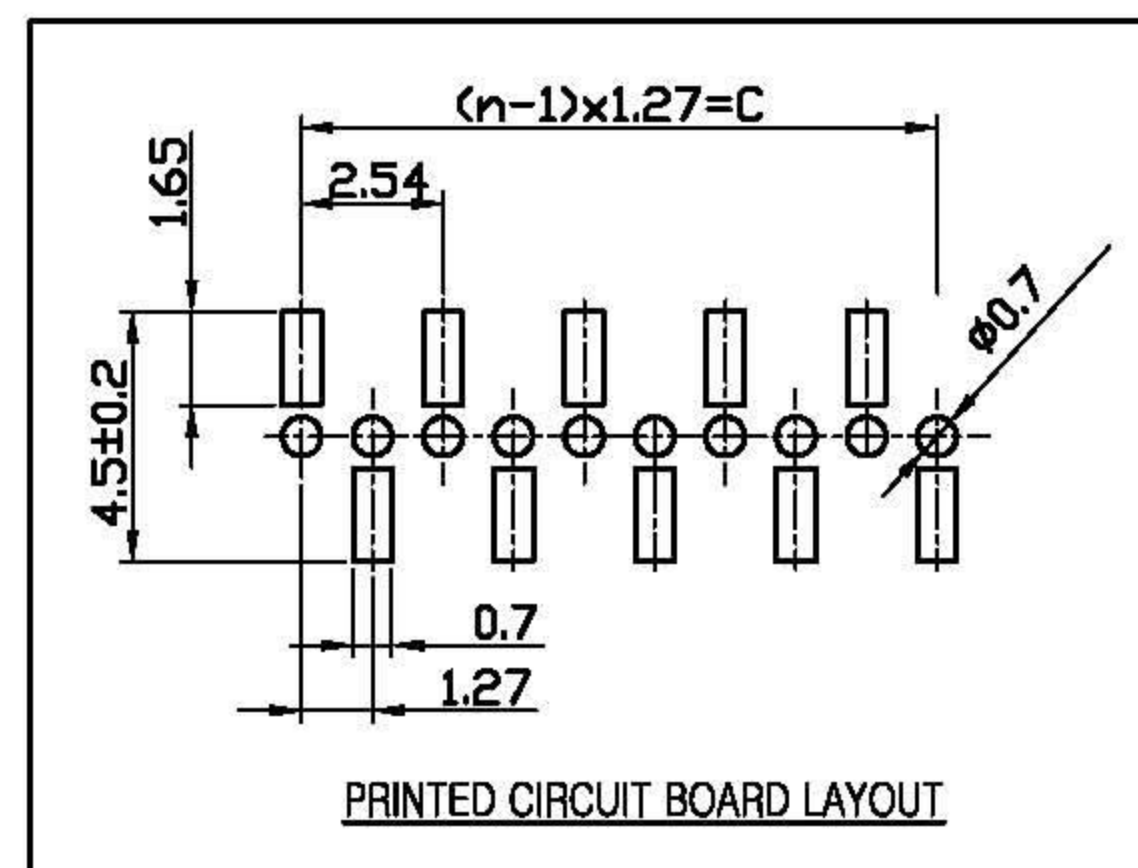 (n-1)x1.27=C
1.65
2.54
ø0.7
4.5±0.2
0.7
1.27
PRINTED CIRCUIT BOARD LAYOUT